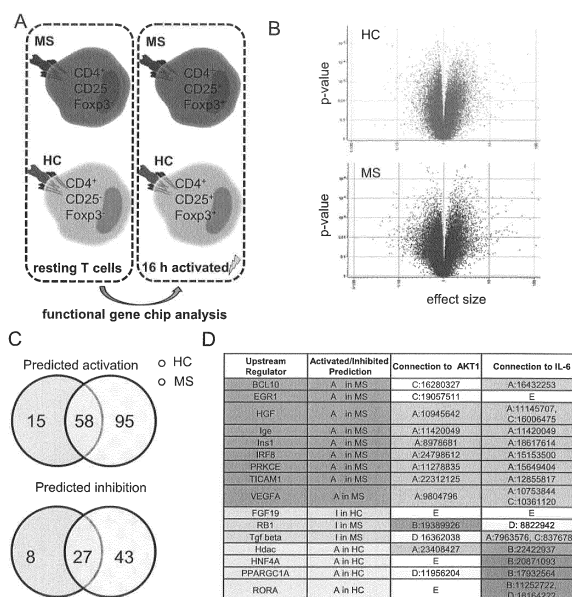 A
MS
CD4+
CD25-
Foxp3-
MS
CD4+
CD25+
Foxp3+
HC
CD4+
CD25-
Foxp3-
HC
CD4+
CD25+
Foxp3+
resting T cells
16 h activated
functional gene chip analysis
B
HC
p-value
MS
p-value
effect size
C
Predicted activation
HC
MS
15 58 95
Predicted inhibition
8 27 43
D
Upstream Regulator Activated/Inhibited Prediction Connection to AKT1 Connection to IL-6
BCL10 A in MS C:16280327 A:16432253
EGR1 A in MS C:19057511 E
HGF A in MS A:10945642 A:11145707, C:16006475
Ige A in MS A:11420049 A:11420049
Ins1 A in MS A:8978681 A:18617614
IRF8 A in MS A:24798612 A:15153500
PRKCE A in MS A:11278835 A:15649404
TICAM1 A in MS A:22312125 A:12855817
VEGFA A in MS A:9804796 A:10753844 C:10361120
FGF19 I in HC E E
RB1 I in MS B:19389926 D: 8822942
Tgf beta I in MS D 16362038 A:7963576, C:837678
Hdac A in HC A:23408427 B:22422937
HNF4A A in HC E B:20871093
PPARGC1A A in HC D:11956204 B:17932564
RORA A in HC E B:11252722,